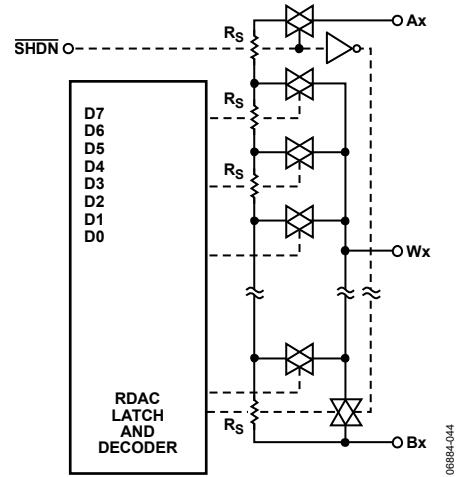 Ax
RS
SHDN
RS
D7
D6
D5
D4
D3
D2
D1
D0
RS
Wx
RDAC
LATCH
AND
DECODER
RS
Bx
06884-044